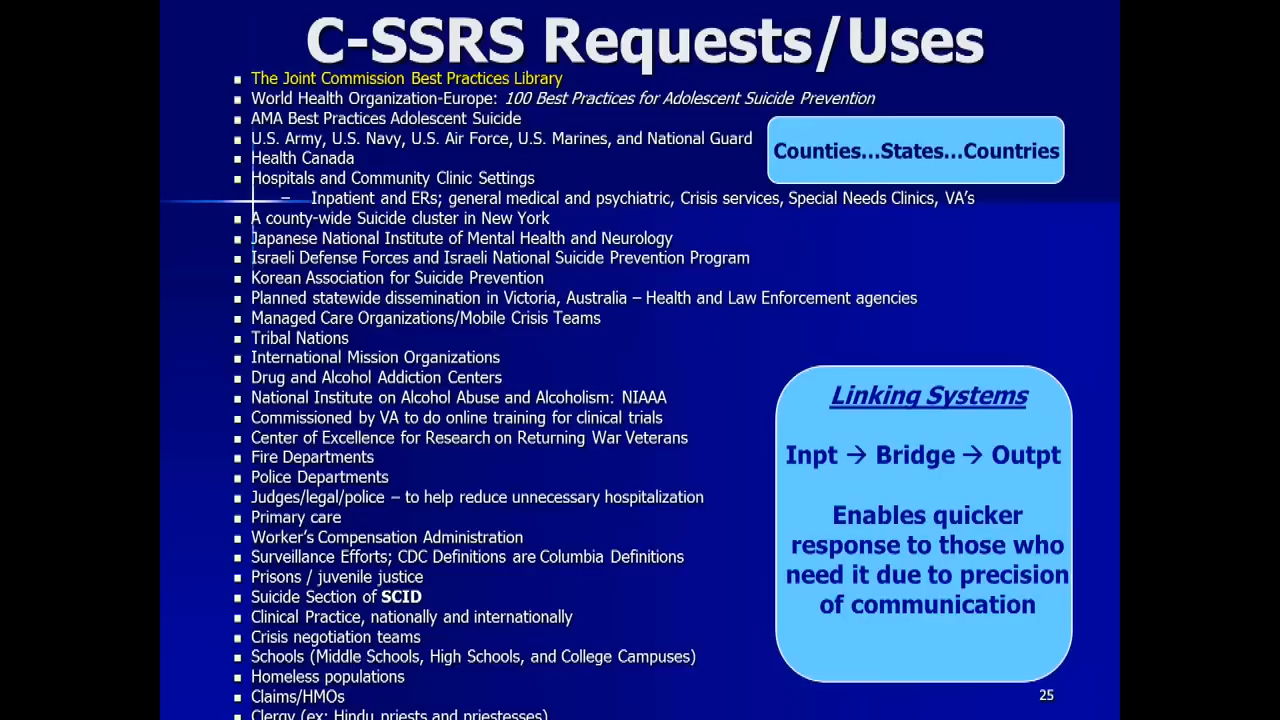 C-SSRS Requests/Uses
The Joint Commission Best Practices Library
World Health Organization-Europe: 100 Best Practices for Adolescent Suicide Prevention
AMA Best Practices Adolescent Suicide
U.S. Army, U.S. Navy, U.S. Air Force, U.S. Marines, and National Guard
Health Canada
Hospitals and Community Clinic Settings
– Inpatient and ERs; general medical and psychiatric, Crisis services, Special Needs Clinics, VA's
A county-wide Suicide cluster in New York
Japanese National Institute of Mental Health and Neurology
Israeli Defense Forces and Israeli National Suicide Prevention Program
Korean Association for Suicide Prevention
Planned statewide dissemination in Victoria, Australia – Health and Law Enforcement agencies
Managed Care Organizations/Mobile Crisis Teams
Tribal Nations
International Mission Organizations
Drug and Alcohol Addiction Centers
National Institute on Alcohol Abuse and Alcoholism: NIAAA
Commissioned by VA to do online training for clinical trials
Center of Excellence for Research on Returning War Veterans
Fire Departments
Police Departments
Judges/legal/police – to help reduce unnecessary hospitalization
Primary care
Worker's Compensation Administration
Surveillance Efforts; CDC Definitions are Columbia Definitions
Prisons / juvenile justice
Suicide Section of SCID
Clinical Practice, nationally and internationally
Crisis negotiation teams
Schools (Middle Schools, High Schools, and College Campuses)
Homeless populations
Claims/HMOs
Clergy (ex: Hindu priests and priestesses)
Counties...States...Countries
Linking Systems
Inpt → Bridge → Outpt
Enables quicker
response to those who
need it due to precision
of communication
25